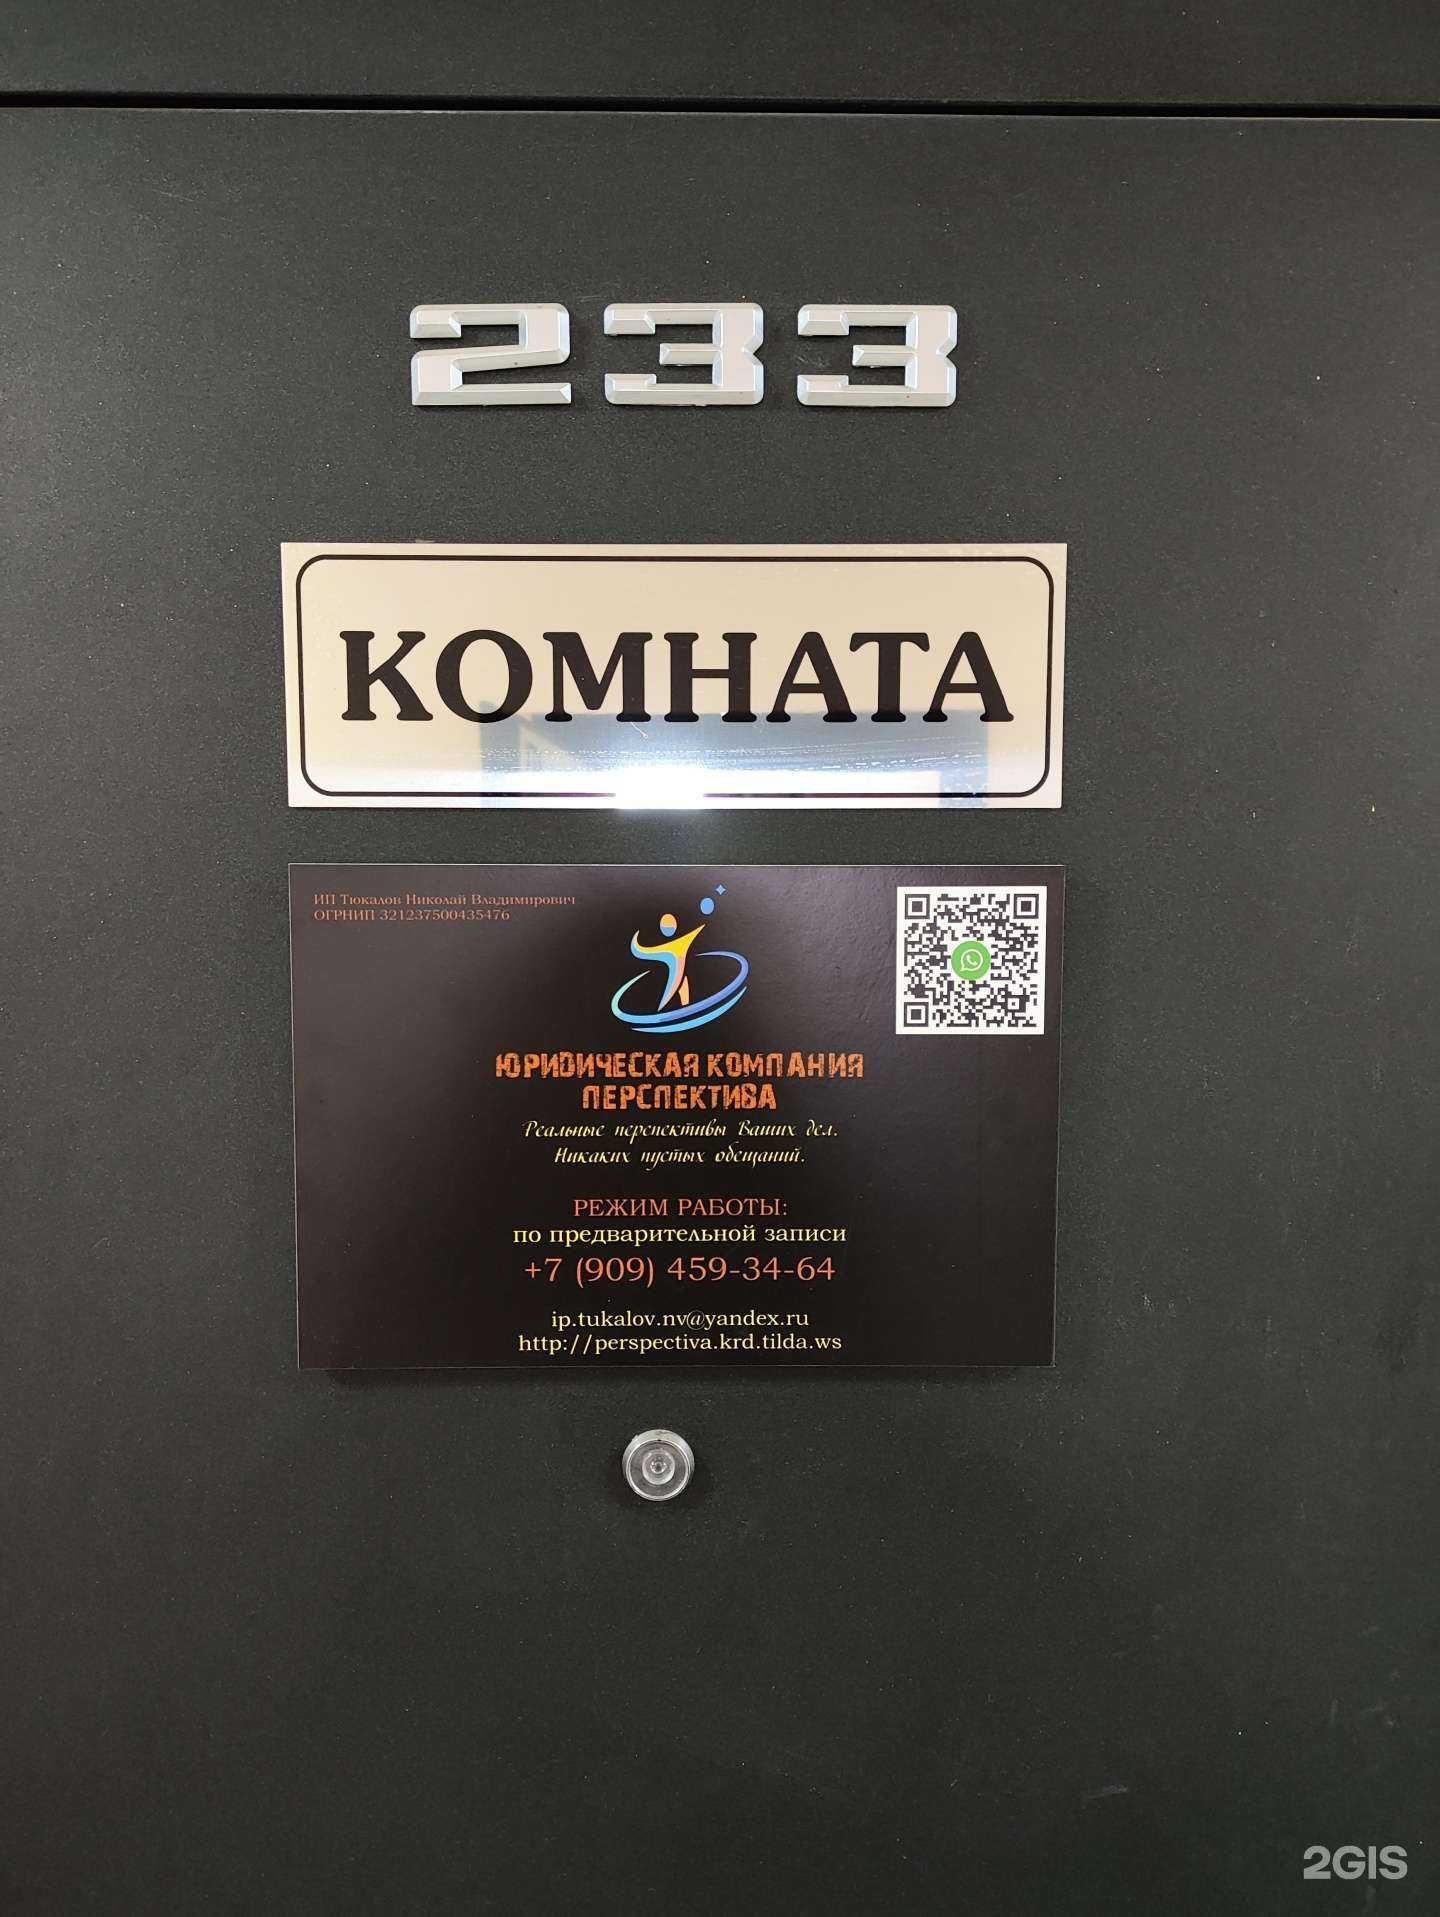 233
КОМНАТА
ИП Тюкалов Николай Владимирович
ОГРНИП 321237500435476
ЮРИДИЧЕСКАЯ КОМПАНИЯ
ПЕРСПЕКТИВА
Реальные перспективы Ваших дел.
Никаких пустых обещаний.
РЕЖИМ РАБОТЫ:
по предварительной записи
+7 (909) 459-34-64
ip.tukalov.nv@yandex.ru
http://perspectiva.krd.tilda.ws
2GIS